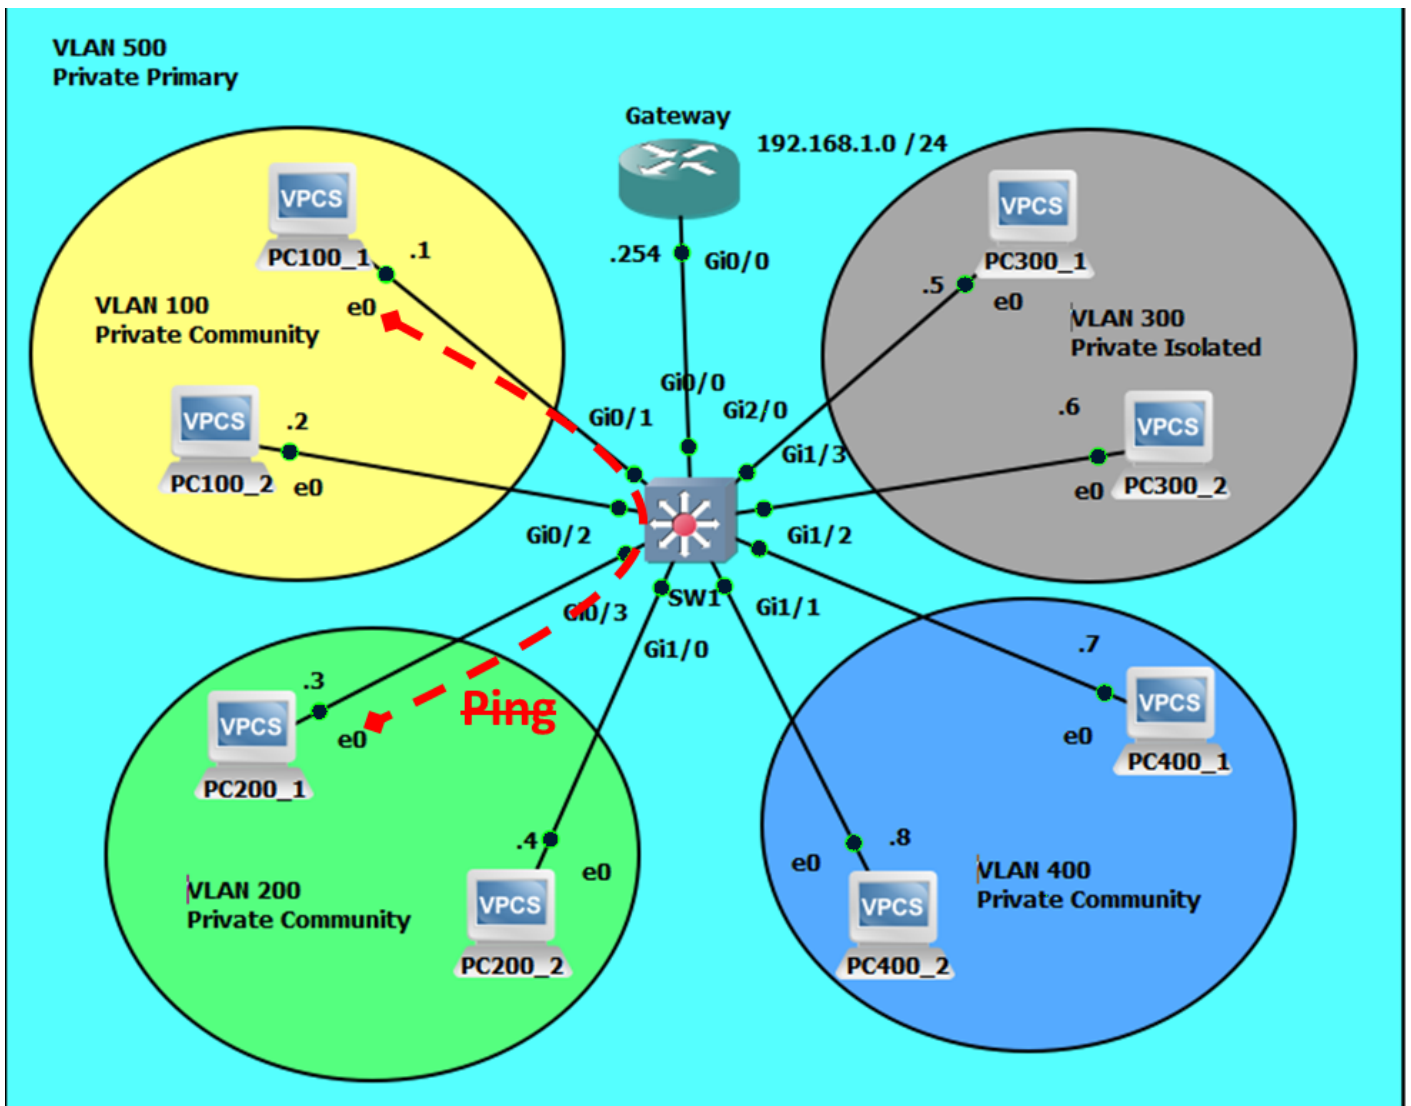 VLAN 500
Private Primary
Gateway
192.168.1.0 /24
.254
Gi0/0
VPCS
PC100_1
.1
e0
VLAN 100
Private Community
VPCS
PC100_2
.2
e0
VPCS
PC300_1
.5
e0
VLAN 300
Private Isolated
VPCS
PC300_2
.6
e0
Gi0/0
Gi0/1
Gi2/0
Gi1/3
Gi0/2
Gi1/2
Gi0/3
SW1
Gi1/1
Gi1/0
Ping
.3
VPCS
e0
PC200_1
.4
e0
VLAN 200
Private Community
VPCS
PC200_2
.7
VPCS
e0
PC400_1
.8
e0
VLAN 400
Private Community
VPCS
PC400_2